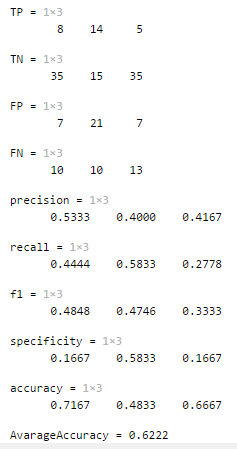 TP = 1×3
8 14 5
TN = 1×3
35 15 35
FP = 1×3
7 21 7
FN = 1×3
10 10 13
precision = 1×3
0.5333 0.4000 0.4167
recall = 1×3
0.4444 0.5833 0.2778
f1 = 1×3
0.4848 0.4746 0.3333
specificity = 1×3
0.1667 0.5833 0.1667
accuracy = 1×3
0.7167 0.4833 0.6667
AvarageAccuracy = 0.6222